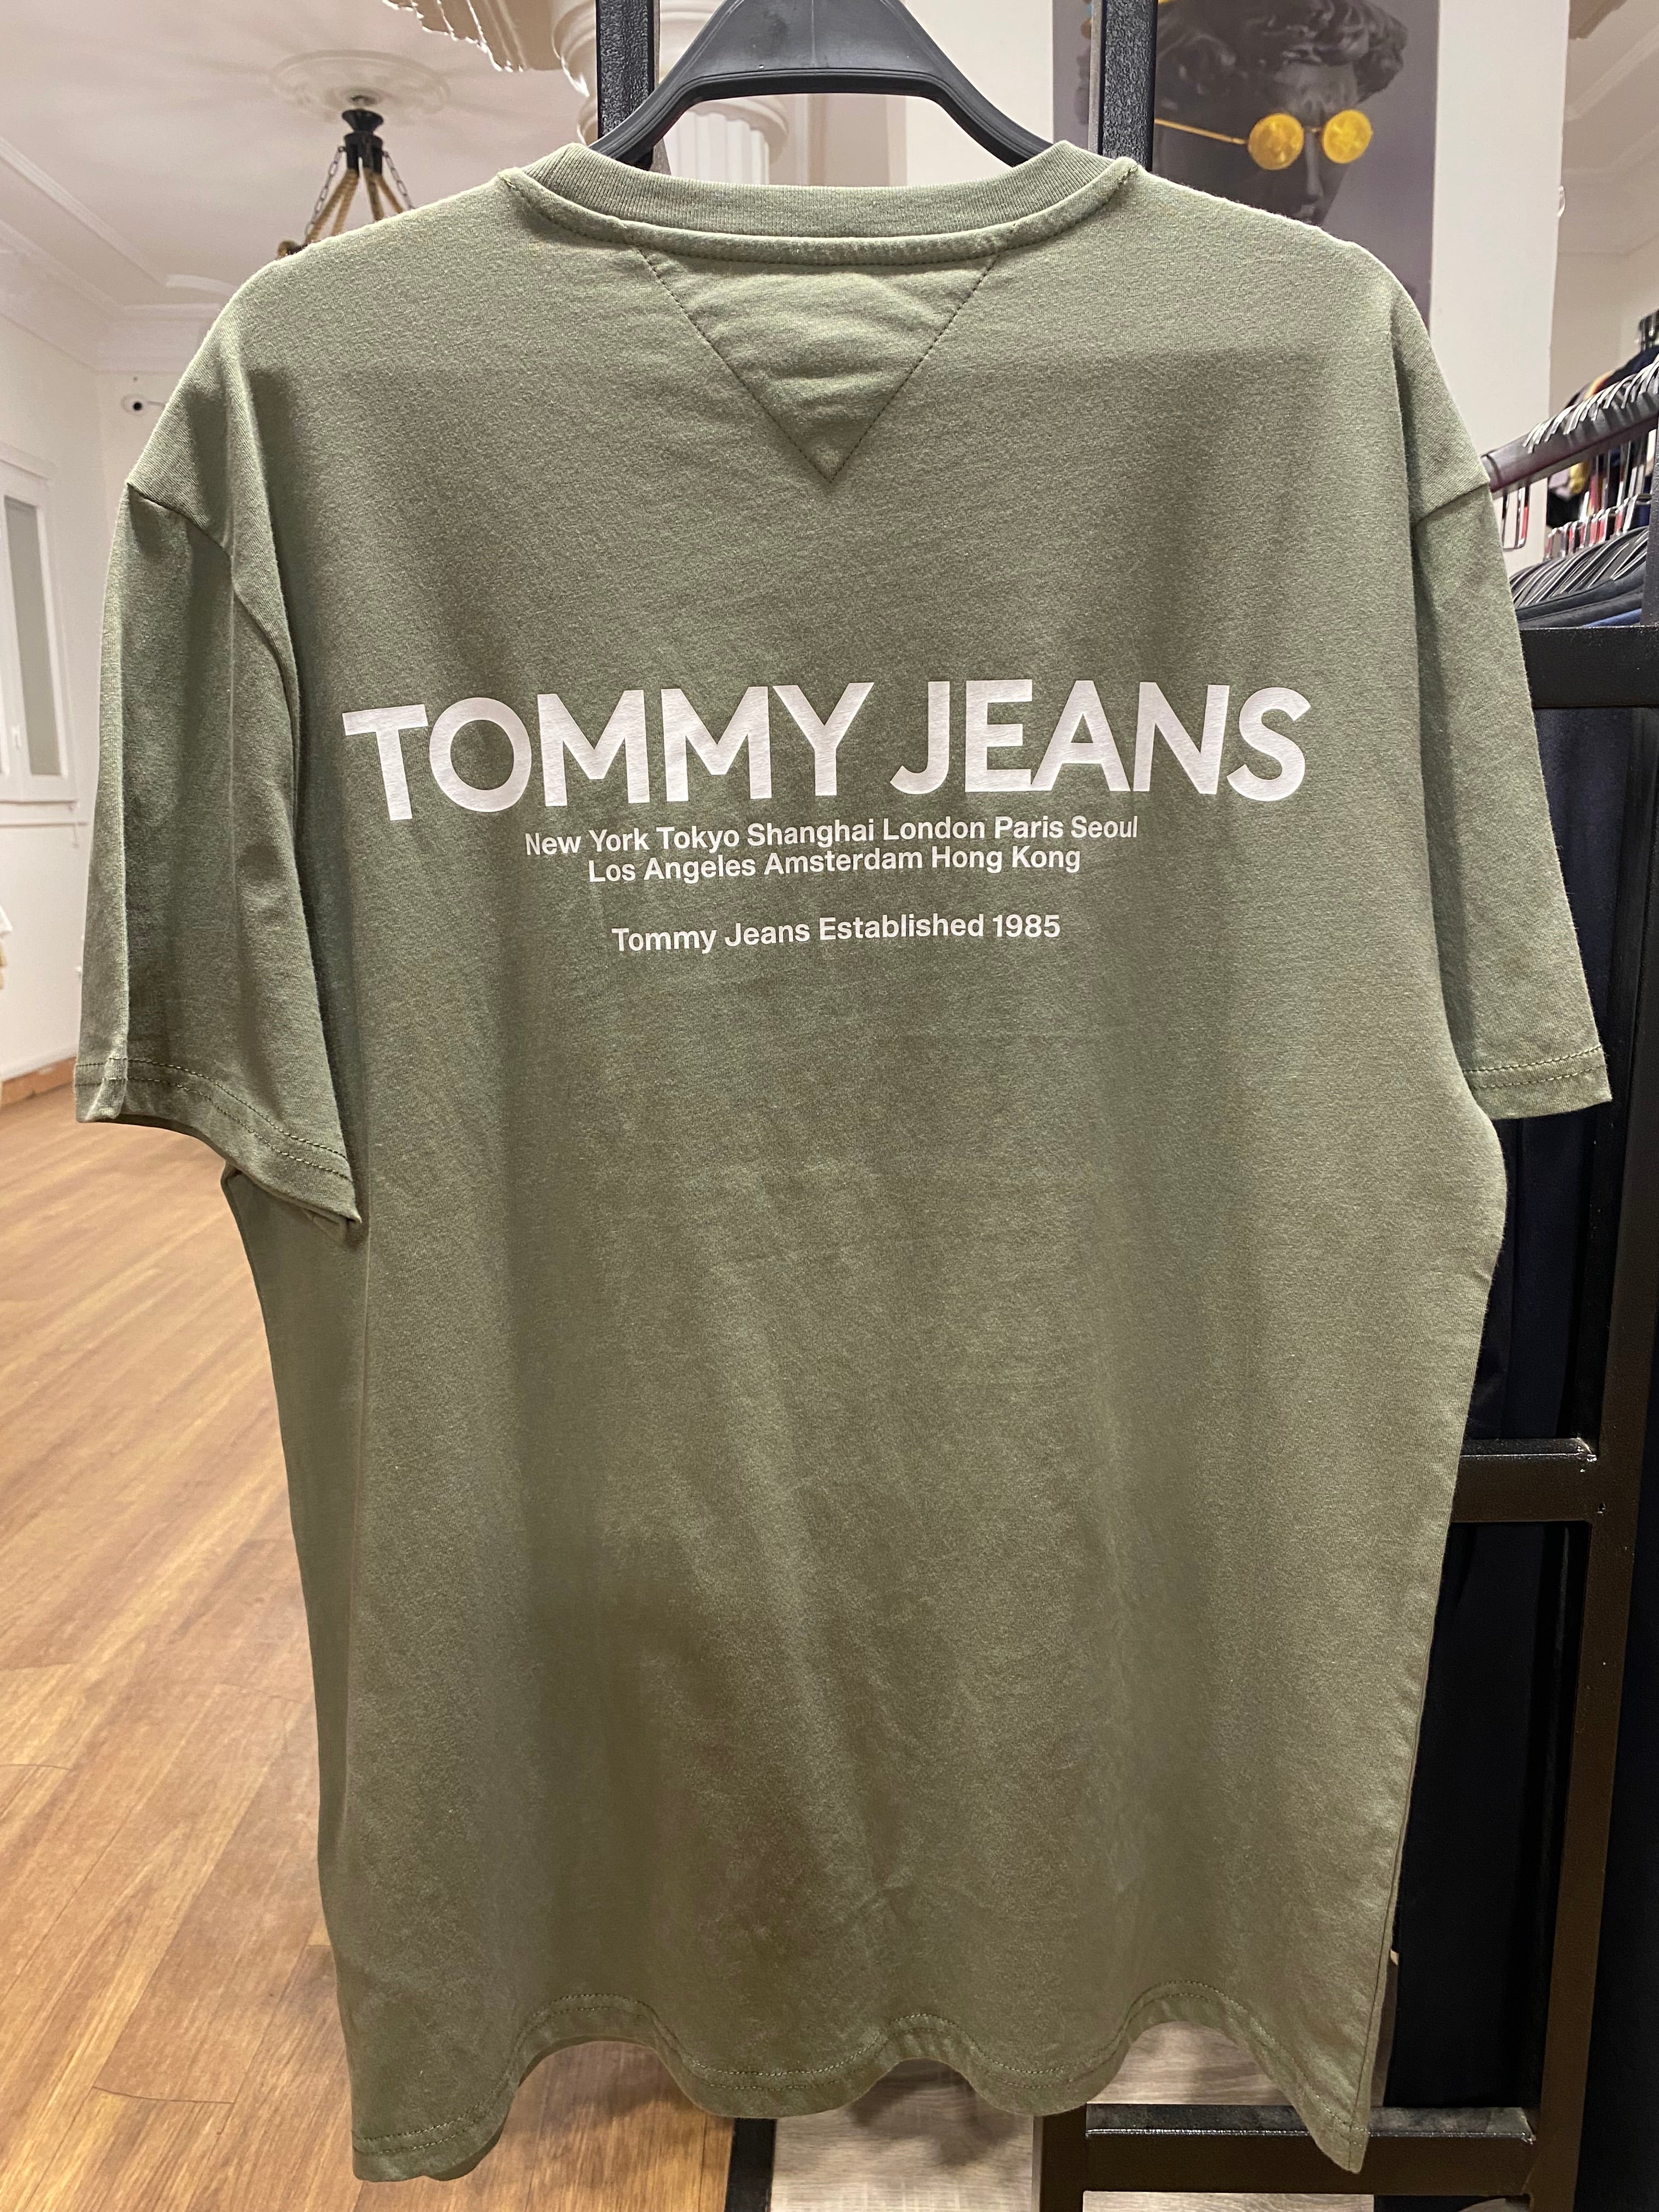 TOMMY JEANS
New York Tokyo Shanghai London Paris Seoul
Los Angeles Amsterdam Hong Kong
Tommy Jeans Established 1985